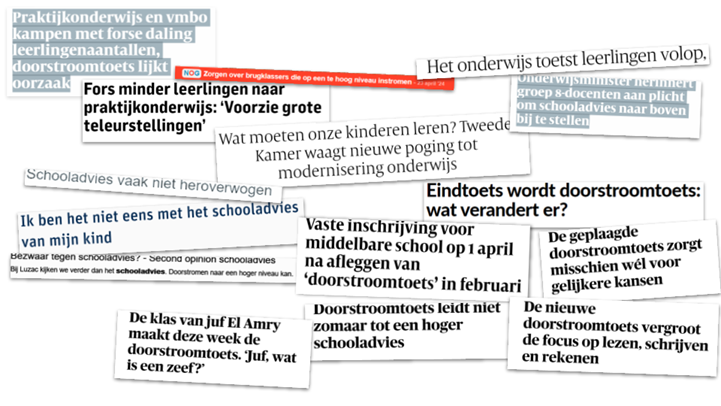 Praktijkonderwijs en vmbo
kampen met forse daling
leerlingenaantallen,
doorstroomtoets lijkt
oorzaak
NOG Zorgen over brugklassers die op een te hoog niveau instromen
Het onderwijs toetst leerlingen volop,
Fors minder leerlingen naar
praktijkonderwijs: ‘Voorzie grote
teleurstellingen’
Onderwijsminister herinnert
groep 8-docenten aan plicht
om schooladvies naar boven
bij te stellen
Wat moeten onze kinderen leren? Tweede
Kamer waagt nieuwe poging tot
modernisering onderwijs
Schooladvies vaak niet heroverwogen
Eindtoets wordt doorstroomtoets:
wat verandert er?
Ik ben het niet eens met het schooladvies
van mijn kind
Vaste inschrijving voor
middelbare school op 1 april
na afleggen van
‘doorstroomtoets’ in februari
De geplaagde
doorstroomtoets zorgt
misschien wél voor
gelijkere kansen
Bezwaar tegen schooladvies? - Second opinion schooladvies
Bij Luzac kijken we verder dan het schooladvies. Doorstromen naar een hoger niveau kan.
De klas van juf El Amry
maakt deze week de
doorstroomtoets. ‘Juf, wat
is een zeef?’
Doorstroomtoets leidt niet
zomaar tot een hoger
schooladvies
De nieuwe
doorstroomtoets vergroot
de focus op lezen, schrijven
en rekenen